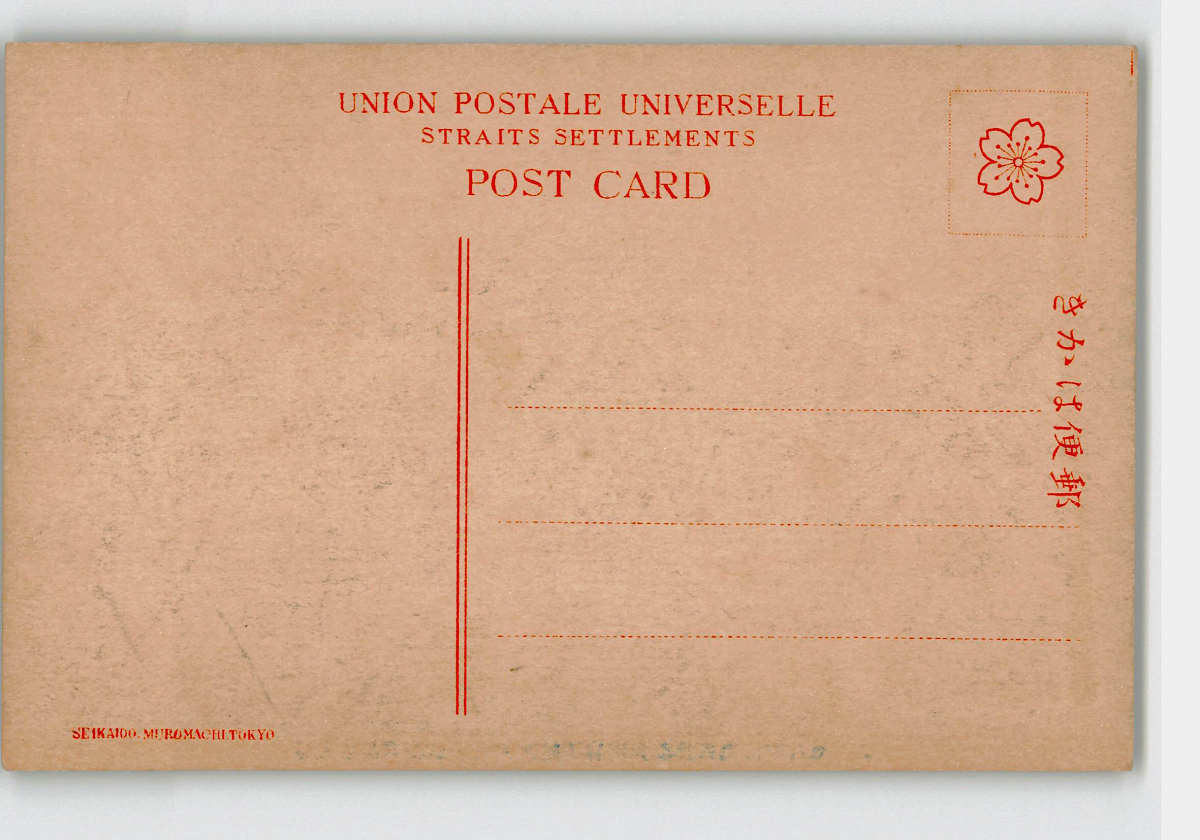 UNION POSTALE UNIVERSELLE
STRAITS SETTLEMENTS
POST CARD
郵便はかき
SEIKAIDO. MUROMACHI.TOKYO